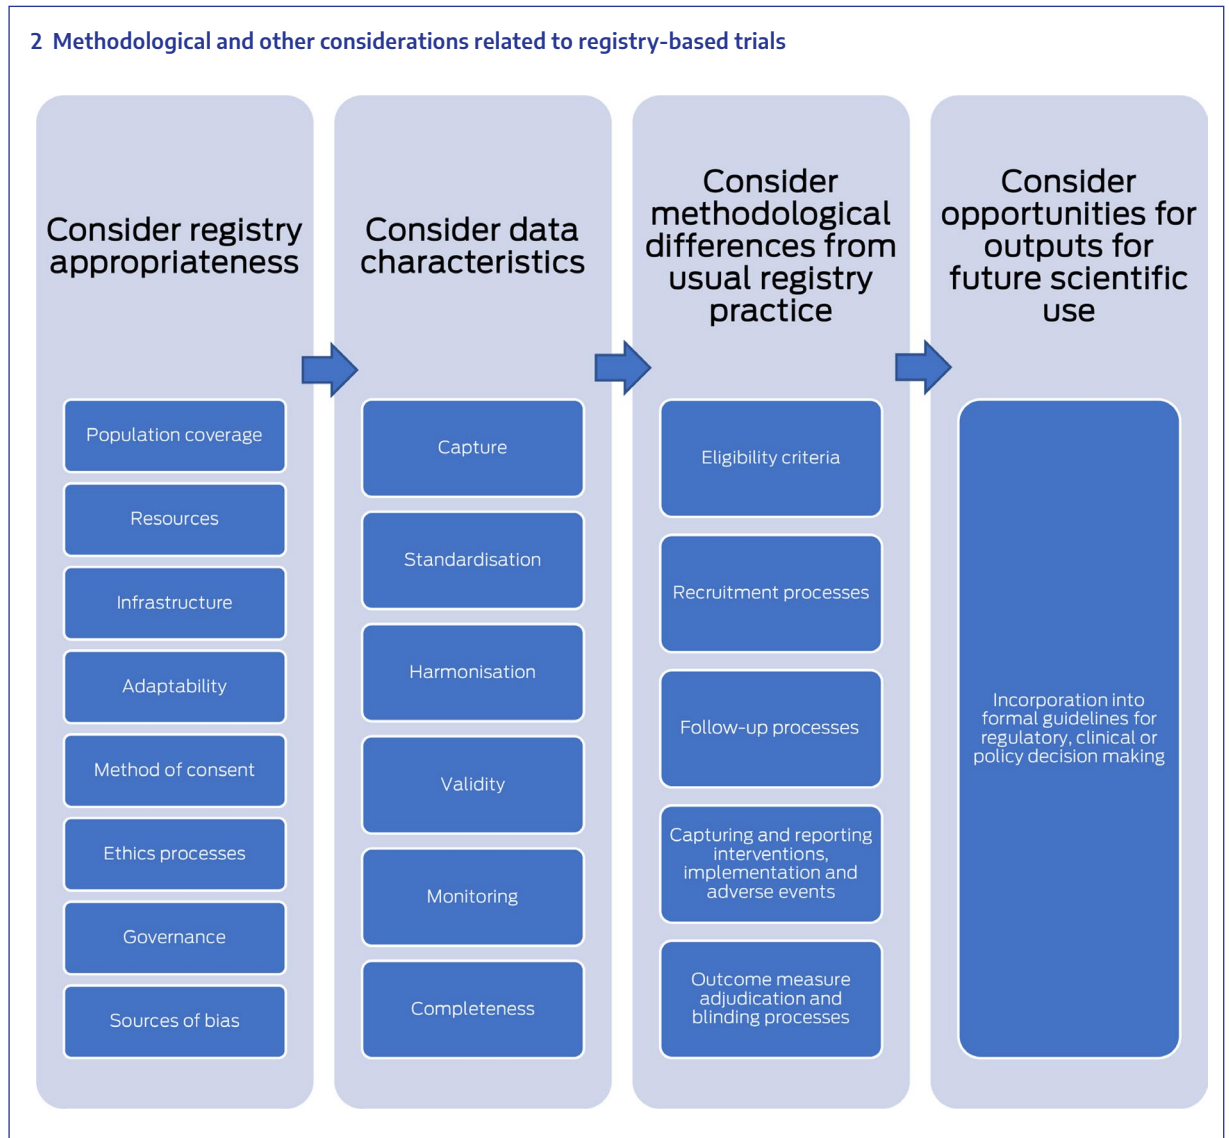 2 Methodological and other considerations related to registry-based trials
Consider registry
appropriateness
Population coverage
Resources
Infrastructure
Adaptability
Method of consent
Ethics processes
Governance
Sources of bias
Consider data
characteristics
Capture
Standardisation
Harmonisation
Validity
Monitoring
Completeness
Consider
methodological
differences from
usual registry
practice
Eligibility criteria
Recruitment processes
Follow-up processes
Capturing and reporting
interventions,
implementation and
adverse events
Outcome measure
adjudication and
blinding processes
Consider
opportunities for
outputs for
future scientific
use
Incorporation into
formal guidelines for
regulatory, clinical or
policy decision making